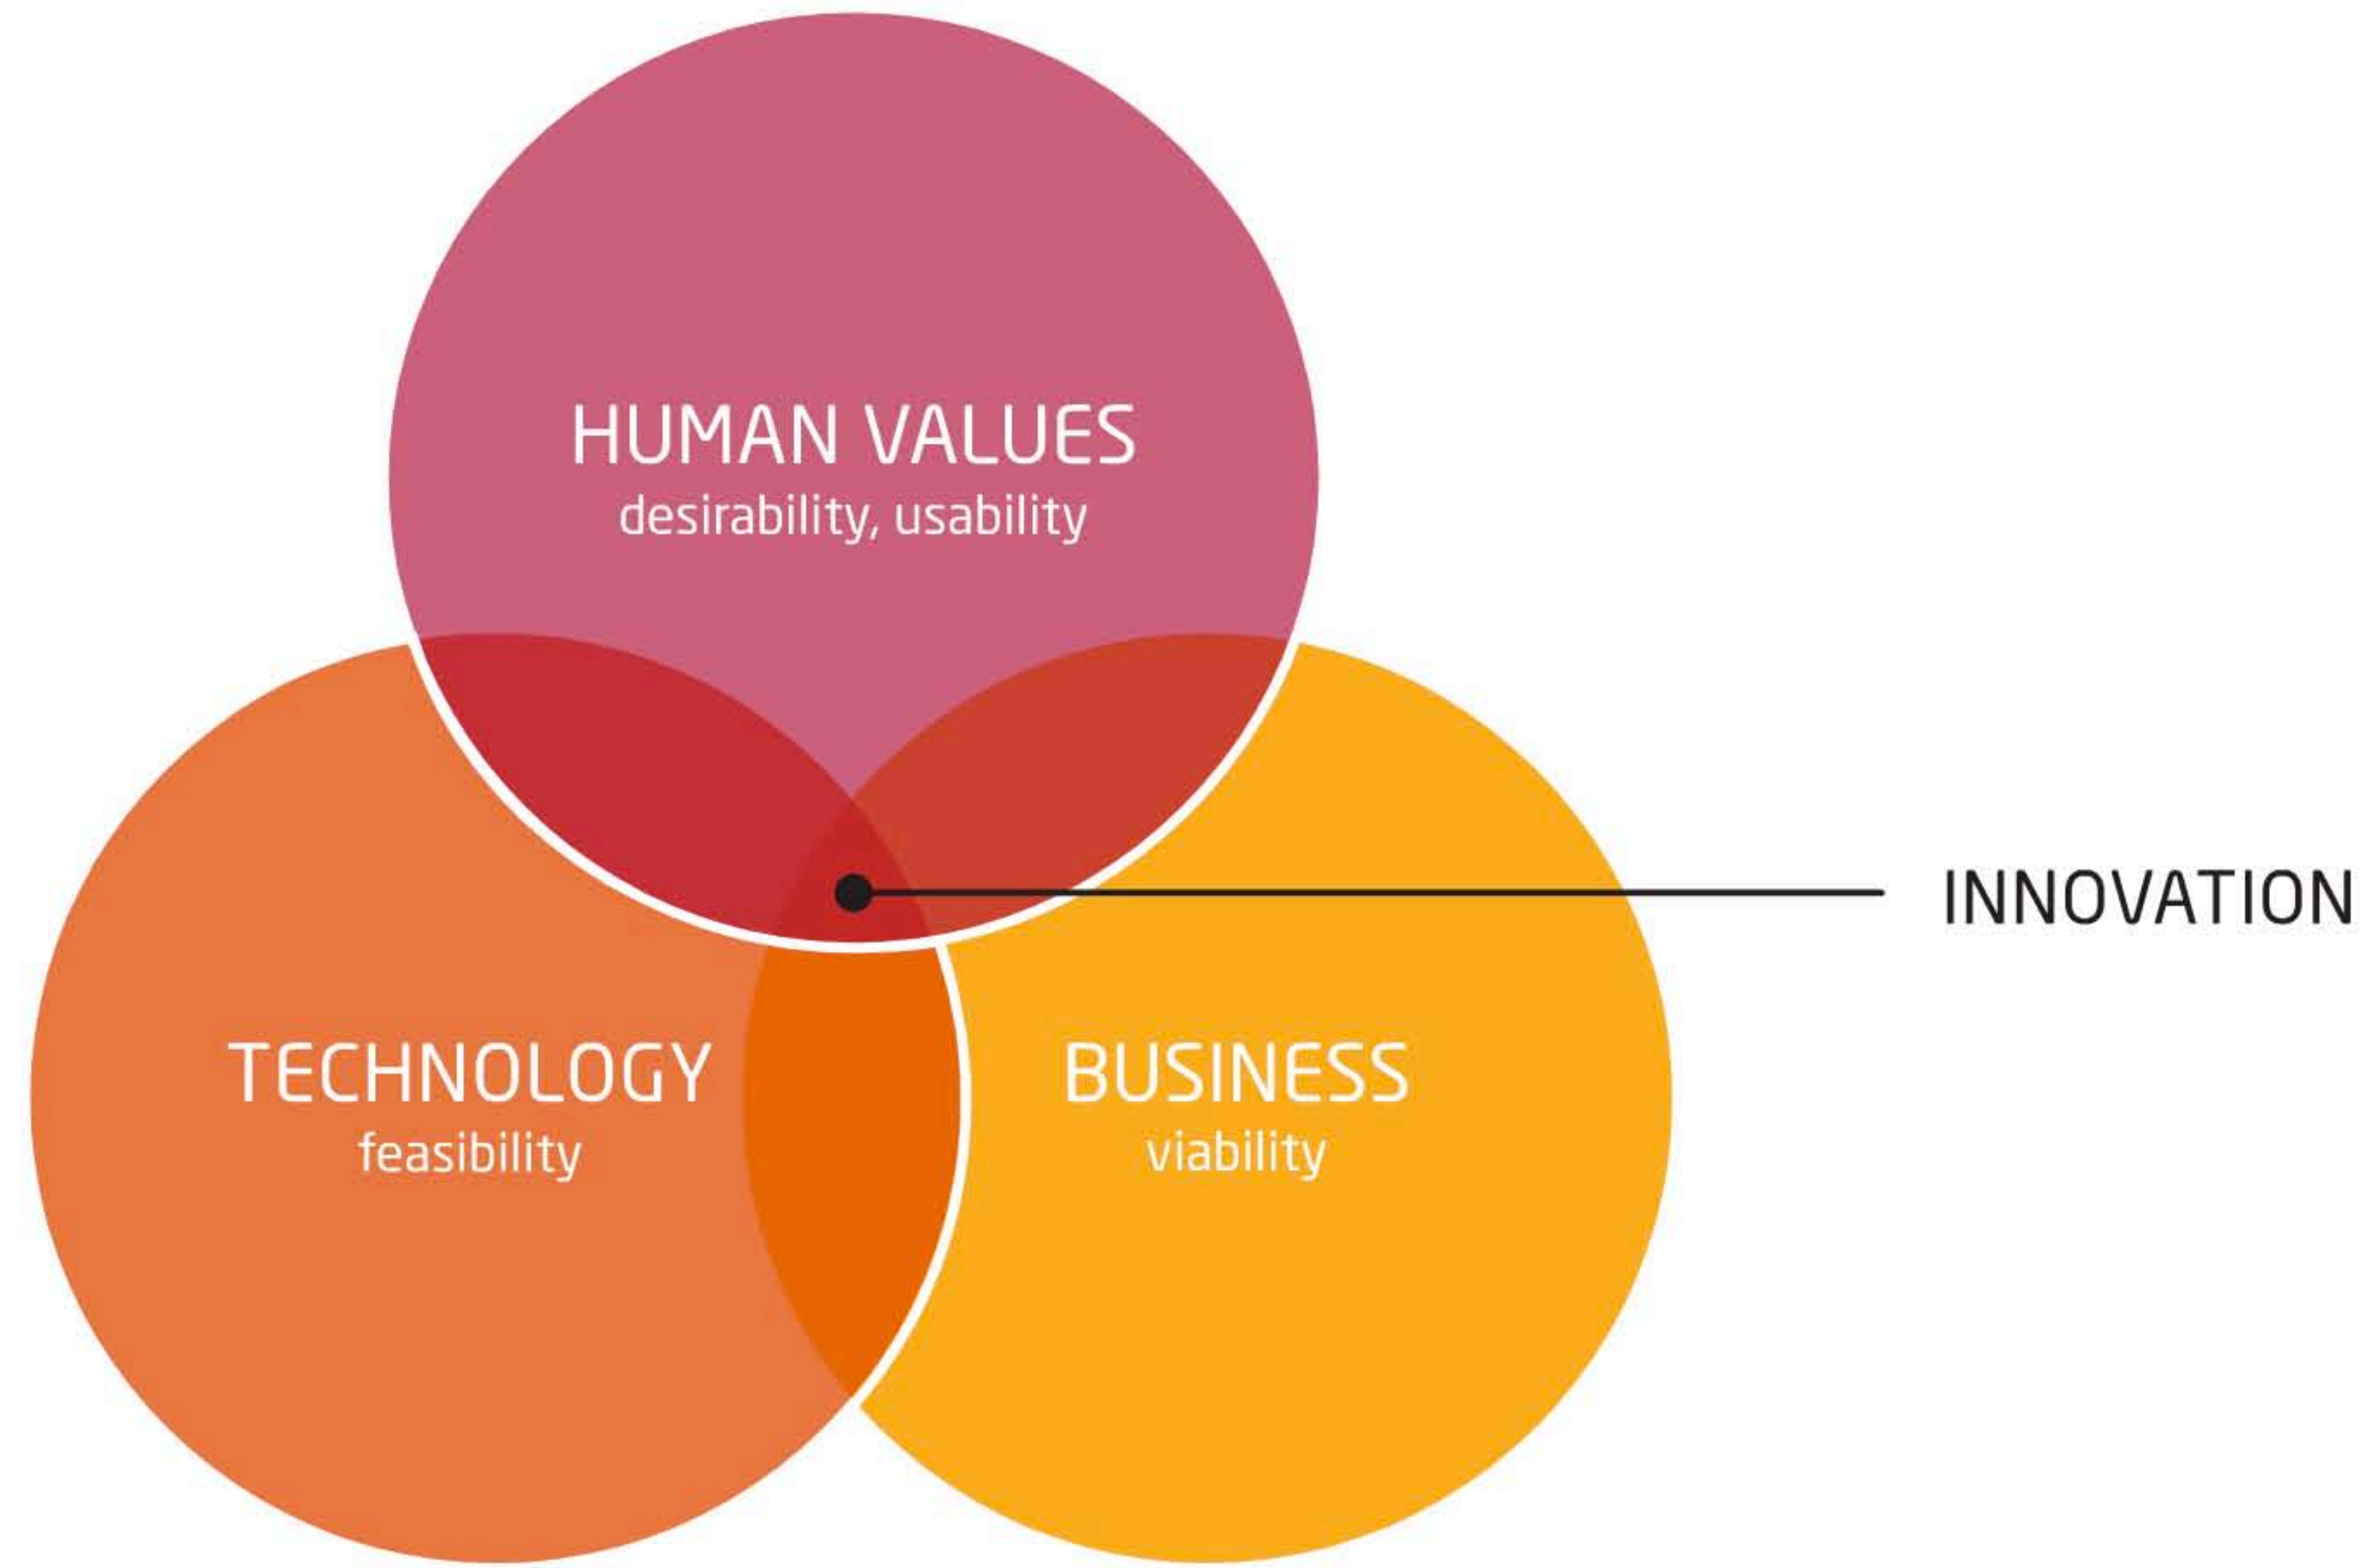 HUMAN VALUES
desirability, usability
INNOVATION
TECHNOLOGY
feasibility
BUSINESS
viability